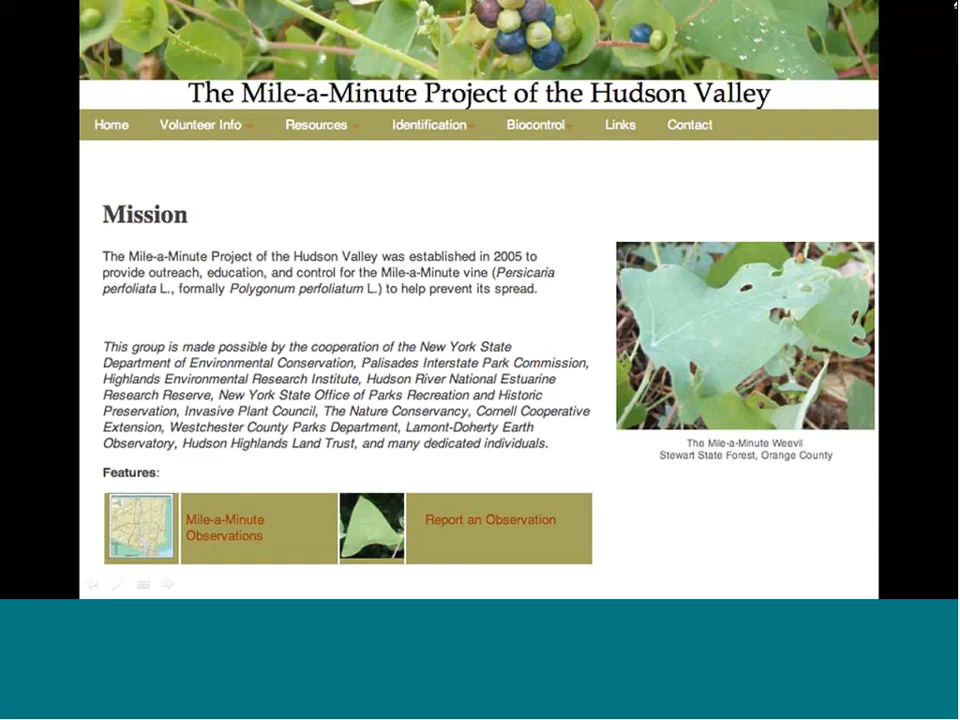 The Mile-a-Minute Project of the Hudson Valley
Home Volunteer Info Resources Identification Biocontrol Links Contact
Mission
The Mile-a-Minute Project of the Hudson Valley was established in 2005 to
provide outreach, education, and control for the Mile-a-Minute vine (Persicaria
perfoliata L., formally Polygonum perfoliatum L.) to help prevent its spread.
This group is made possible by the cooperation of the New York State
Department of Environmental Conservation, Palisades Interstate Park Commission,
Highlands Environmental Research Institute, Hudson River National Estuarine
Research Reserve, New York State Office of Parks Recreation and Historic
Preservation, Invasive Plant Council, The Nature Conservancy, Cornell Cooperative
Extension, Westchester County Parks Department, Lamont-Doherty Earth
Observatory, Hudson Highlands Land Trust, and many dedicated individuals.
The Mile-a-Minute Weevil
Stewart State Forest, Orange County
Features:
Mile-a-Minute
Observations
Report an Observation